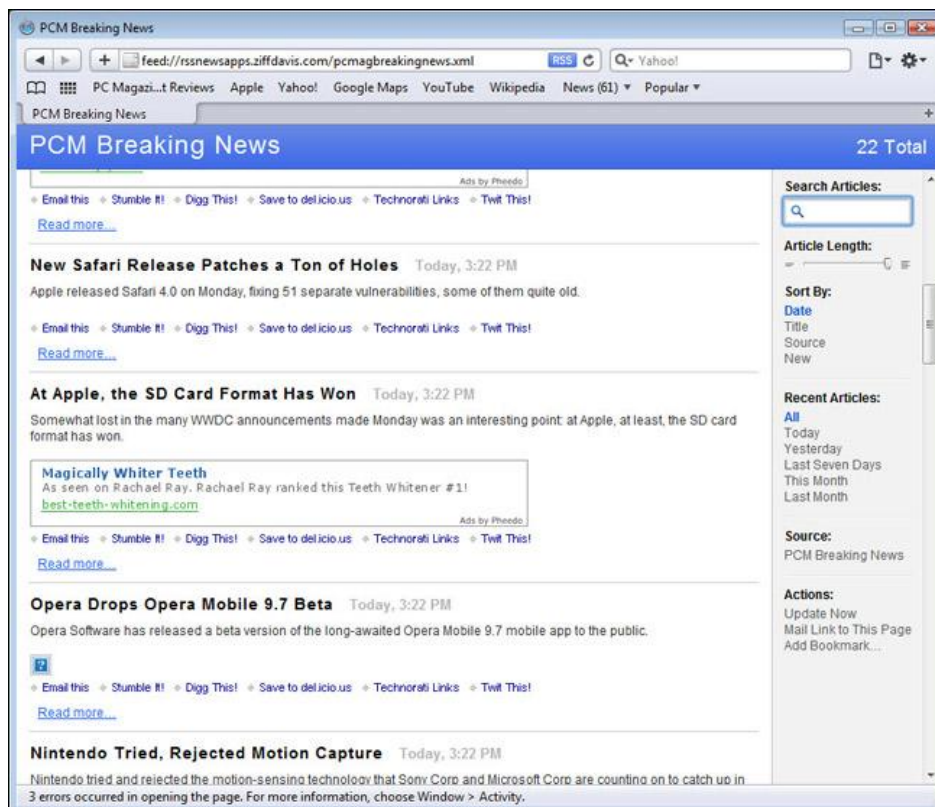 PCM Breaking News
feed://rssnewsapps.ziffdavis.com/pcmagbreakingnews.xml RSS Yahoo!
PC Magazi...t Reviews Apple Yahoo! Google Maps YouTube Wikipedia News (61) Popular
PCM Breaking News
PCM Breaking News 22 Total
Ads by Pheedo
Email this Stumble It! Digg This! Save to del.icio.us Technorati Links Twit This!
Read more...
New Safari Release Patches a Ton of Holes Today, 3:22 PM
Apple released Safari 4.0 on Monday, fixing 51 separate vulnerabilities, some of them quite old.
Email this Stumble It! Digg This! Save to del.icio.us Technorati Links Twit This!
Read more...
At Apple, the SD Card Format Has Won Today, 3:22 PM
Somewhat lost in the many WWDC announcements made Monday was an interesting point: at Apple, at least, the SD card
format has won.
Magically Whiter Teeth
As seen on Rachael Ray. Rachael Ray ranked this Teeth Whitener #1!
best-teeth-whitening.com
Ads by Pheedo
Email this Stumble It! Digg This! Save to del.icio.us Technorati Links Twit This!
Read more...
Opera Drops Opera Mobile 9.7 Beta Today, 3:22 PM
Opera Software has released a beta version of the long-awaited Opera Mobile 9.7 mobile app to the public.
?
Email this Stumble It! Digg This! Save to del.icio.us Technorati Links Twit This!
Read more...
Nintendo Tried, Rejected Motion Capture Today, 3:22 PM
Nintendo tried and rejected the motion-sensing technology that Sony Corp and Microsoft Corp are counting on to catch up in
Search Articles:
Article Length:
Sort By:
Date
Title
Source
New
Recent Articles:
All
Today
Yesterday
Last Seven Days
This Month
Last Month
Source:
PCM Breaking News
Actions:
Update Now
Mail Link to This Page
Add Bookmark...
3 errors occurred in opening the page. For more information, choose Window > Activity.